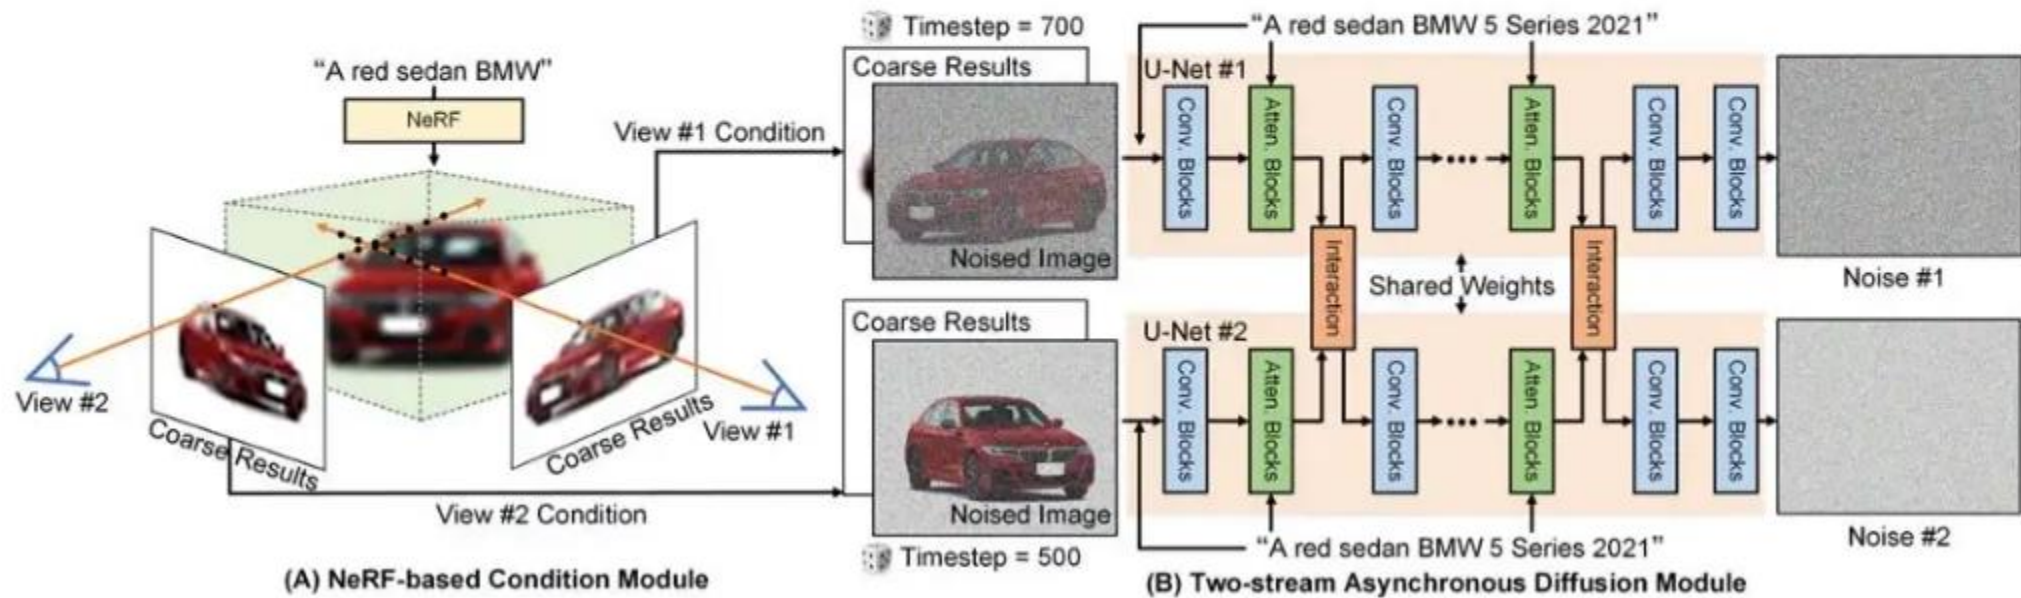 "A red sedan BMW"
NeRF
View #1 Condition
View #2
View #1
Coarse Results
Coarse Results
View #2 Condition
(A) NeRF-based Condition Module
Timestep = 700
Coarse Results
Noised Image
Coarse Results
Noised Image
Timestep = 500
"A red sedan BMW 5 Series 2021"
U-Net #1
Conv. Blocks
Atten. Blocks
Conv. Blocks
Atten. Blocks
Conv. Blocks
Conv. Blocks
Noise #1
Interaction
Shared Weights
Interaction
U-Net #2
Conv. Blocks
Atten. Blocks
Conv. Blocks
Atten. Blocks
Conv. Blocks
Conv. Blocks
Noise #2
"A red sedan BMW 5 Series 2021"
(B) Two-stream Asynchronous Diffusion Module